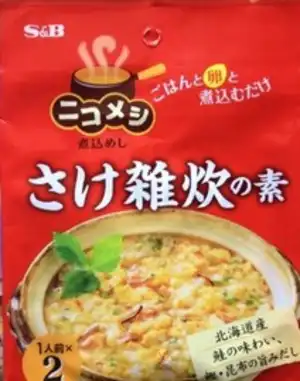 S&B
ごはんと卵と
煮込むだけ
ニコメシ
煮込めし
さけ雑炊の素
北海道産
鮭の味わい、
鰹・昆布の旨みだし
1人前×
2